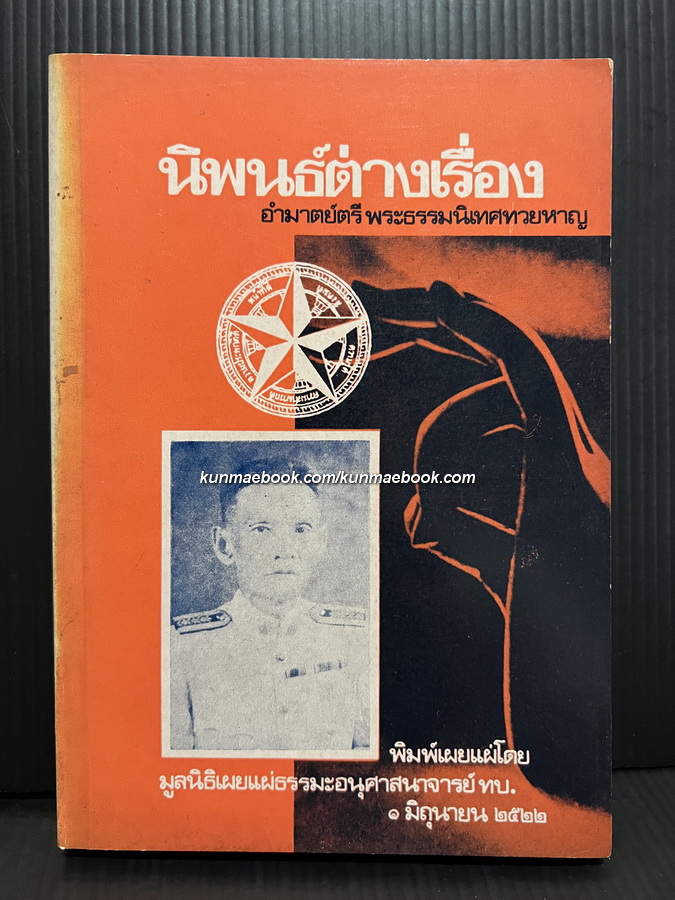 นิพนธ์ต่างเรื่อง
อำมาตย์ตรี พระธรรมนิเทศทวยหาญ
kunmaebook.com/kunmaebook.com
พิมพ์เผยแผ่โดย
มูลนิธิเผยแผ่ธรรมะอนุศาสนาจารย์ ทบ.
๑ มิถุนายน ๒๕๒๒